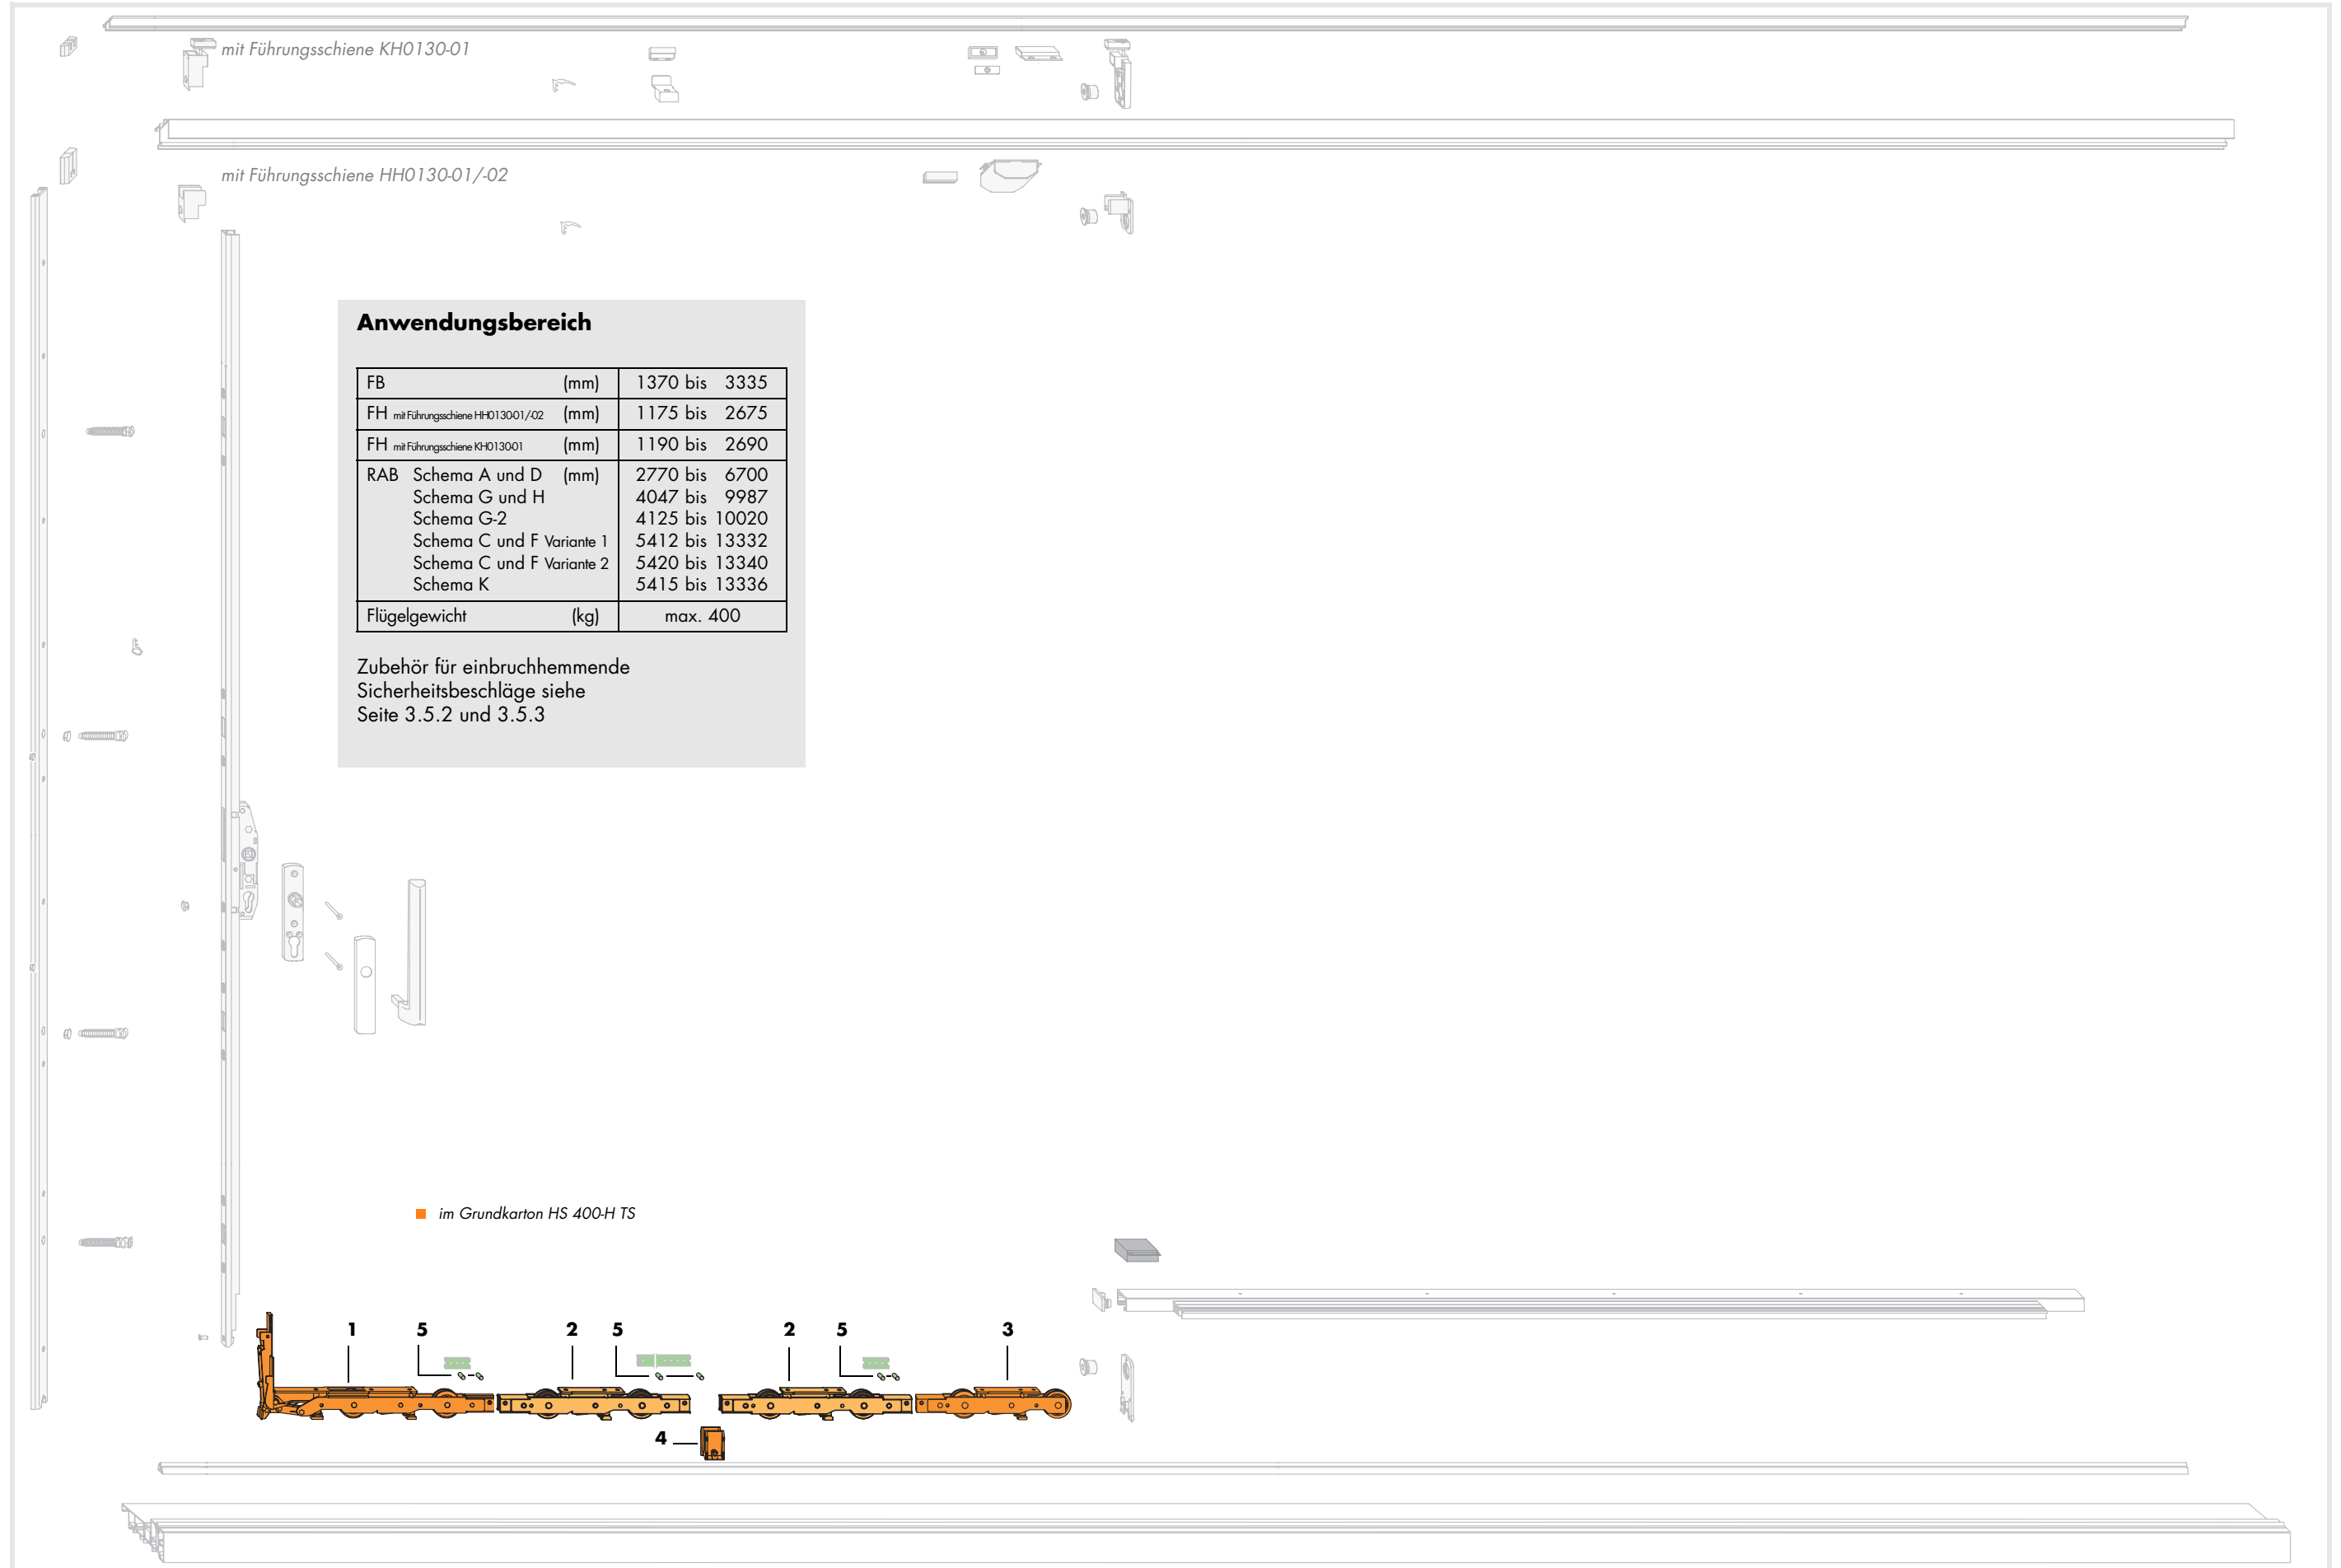 mit Führungsschiene KH0130-01
mit Führungsschiene HH0130-01/-02
Anwendungsbereich
FB (mm) 1370 bis 3335
FH mit Führungsschiene HH0130-01/-02 (mm) 1175 bis 2675
FH mit Führungsschiene KH0130-01 (mm) 1190 bis 2690
RAB Schema A und D (mm) 2770 bis 6700
Schema G und H 4047 bis 9987
Schema G-2 4125 bis 10020
Schema C und F Variante 1 5412 bis 13332
Schema C und F Variante 2 5420 bis 13340
Schema K 5415 bis 13336
Flügelgewicht (kg) max. 400
Zubehör für einbruchhemmende
Sicherheitsbeschläge siehe
Seite 3.5.2 und 3.5.3
im Grundkarton HS 400-H TS
1 5 2 5 2 5 3
4